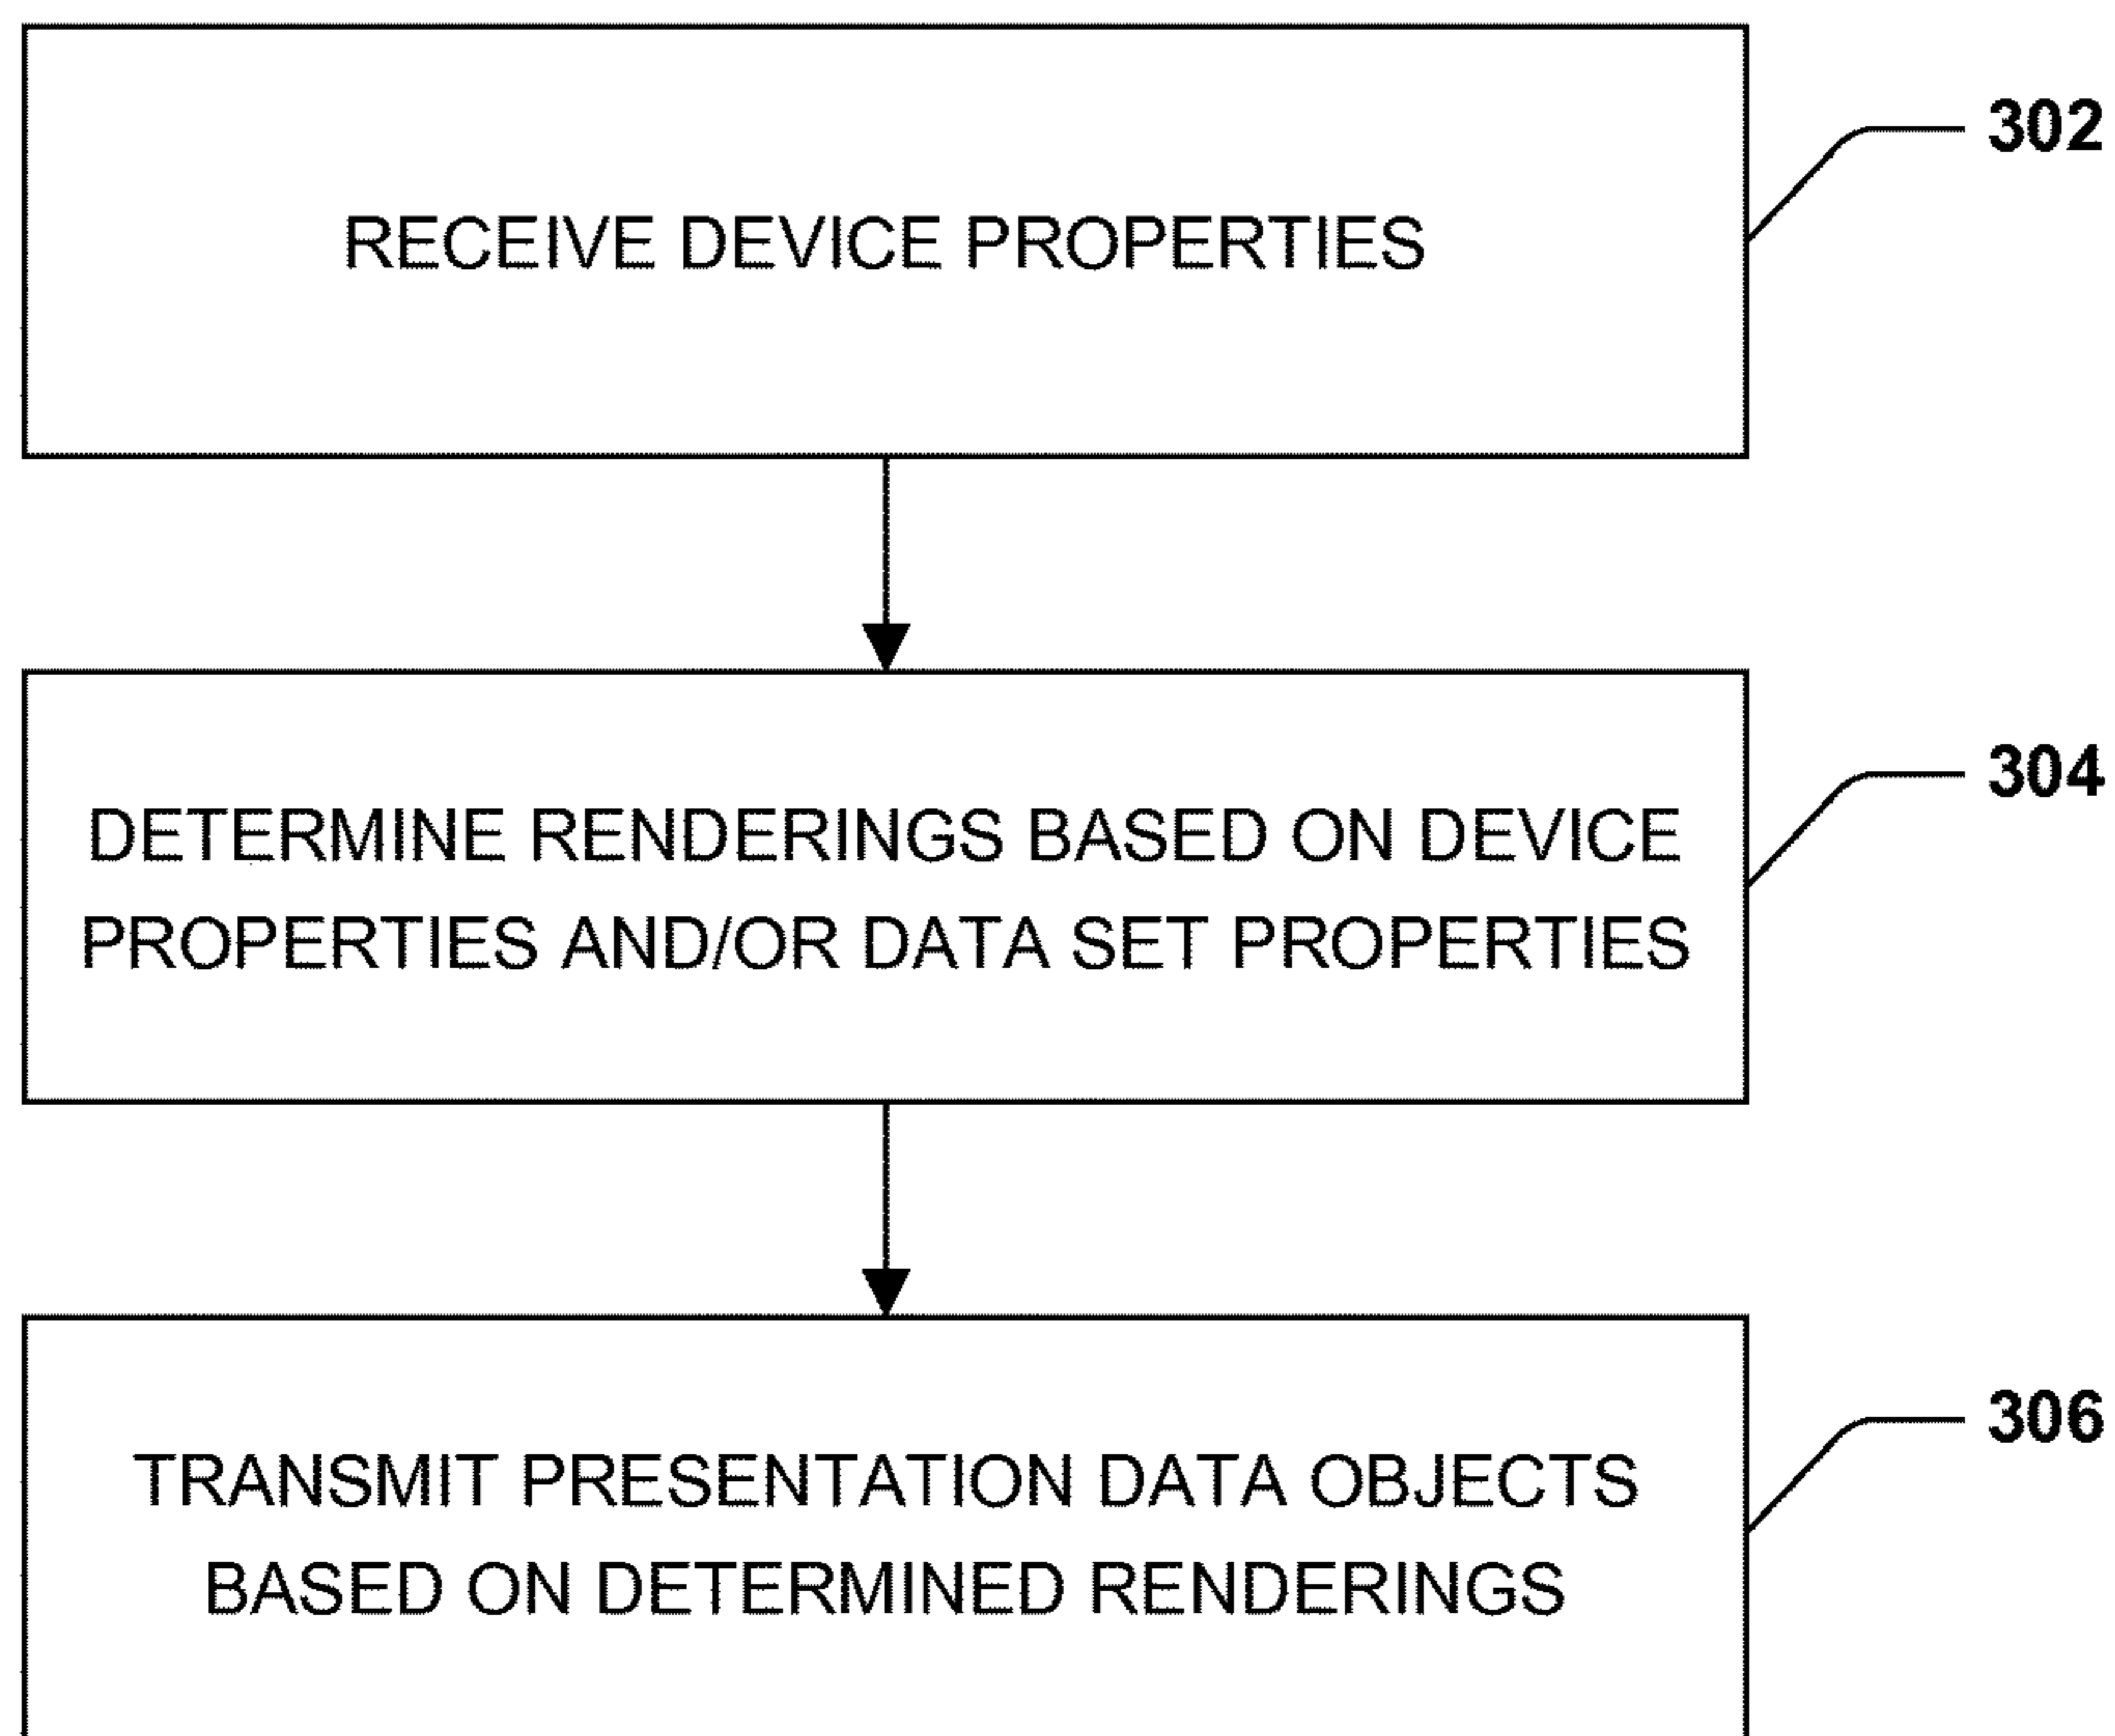 RECEIVE DEVICE PROPERTIES
302
DETERMINE RENDERINGS BASED ON DEVICE
PROPERTIES AND/OR DATA SET PROPERTIES
304
TRANSMIT PRESENTATION DATA OBJECTS
BASED ON DETERMINED RENDERINGS
306